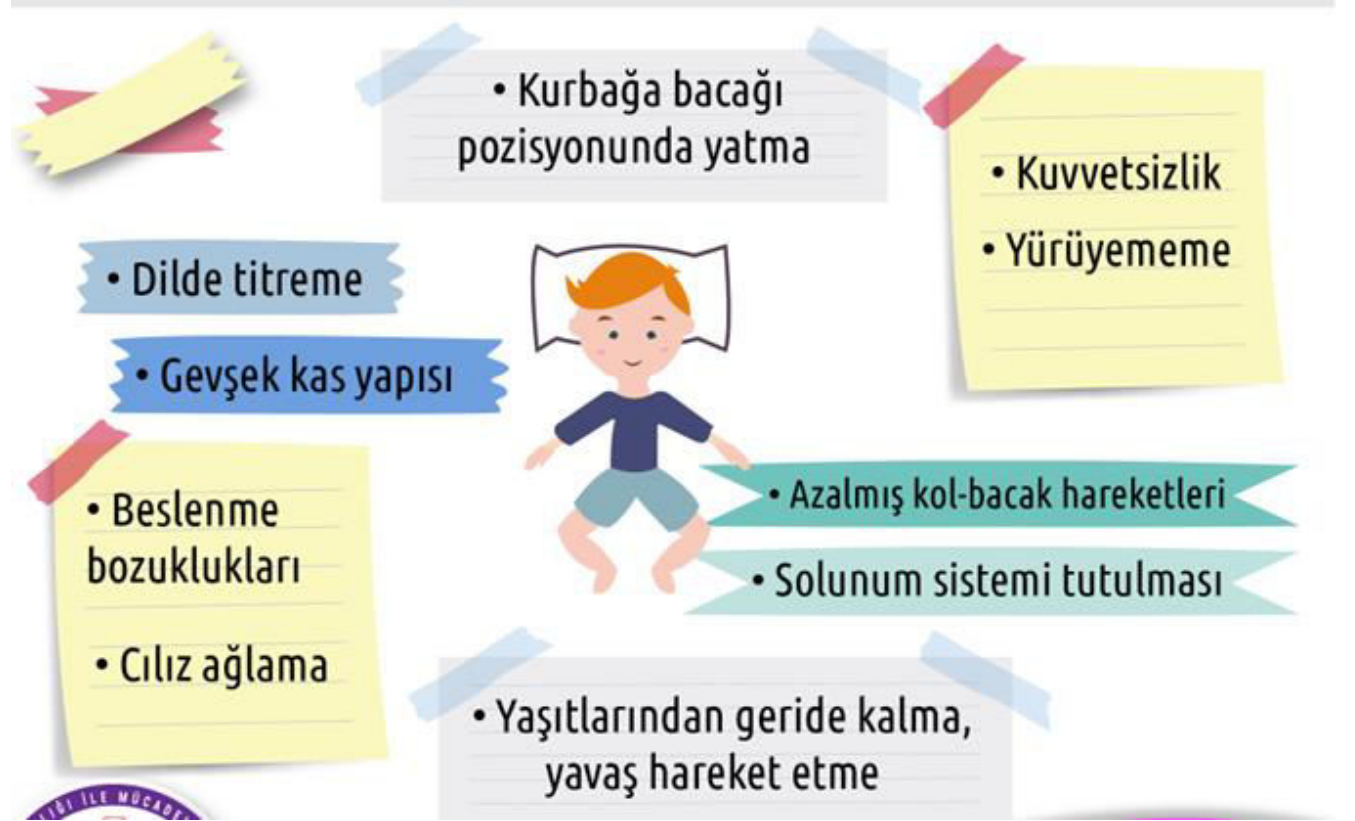 • Kurbağa bacağı
pozisyonunda yatma
• Kuvvetsizlik
• Yürüyememe
• Dilde titreme
• Gevşek kas yapısı
• Beslenme
bozuklukları
• Cılız ağlama
• Azalmış kol-bacak hareketleri
• Solunum sistemi tutulması
• Yaşıtlarından geride kalma,
yavaş hareket etme
İLE